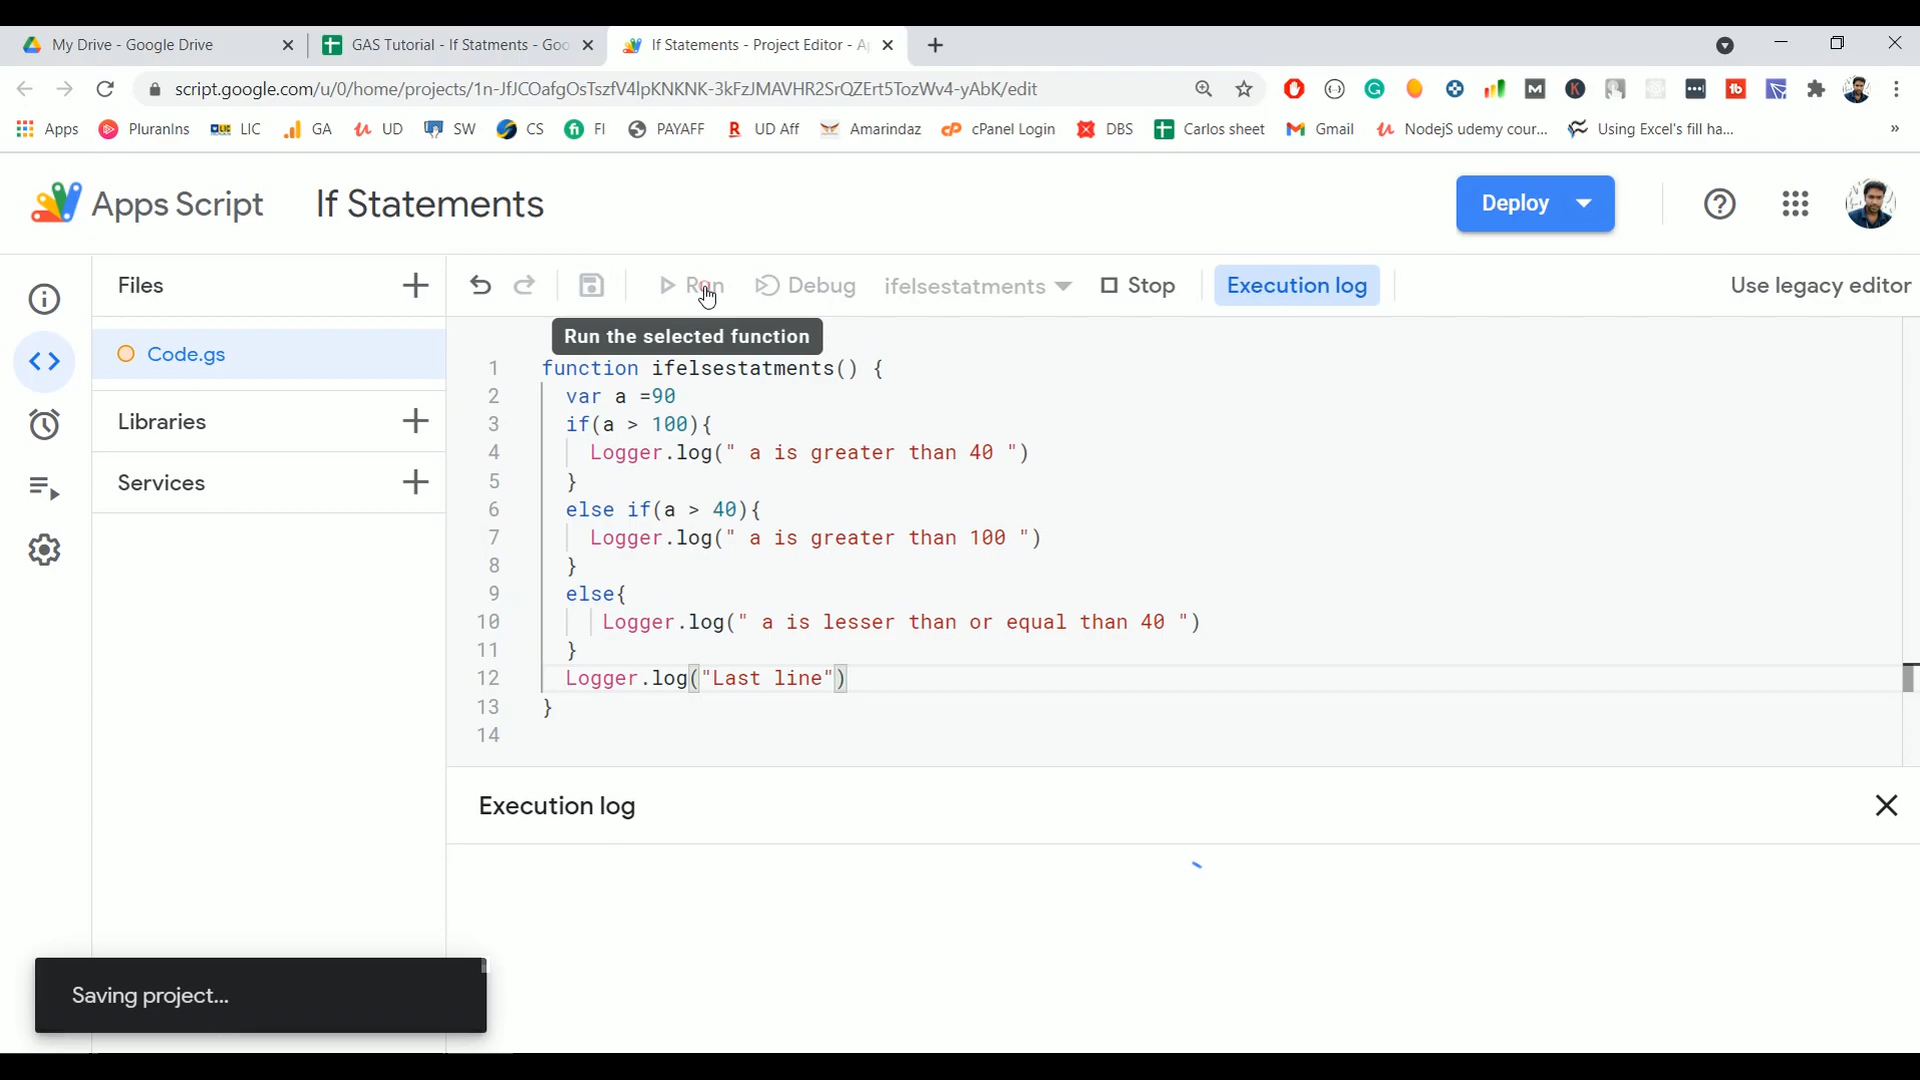 My Drive - Google Drive
GAS Tutorial - If Statments - Goo
If Statements - Project Editor - A
script.google.com/u/0/home/projects/1n-JfJCOafgOsTszfV4lpKNKNK-3kFzJMAVHR2SrQZErt5TozWv4-yAbK/edit
Apps PluranIns LIC GA UD SW CS FI PAYAFF UD Aff Amarindaz cPanel Login DBS Carlos sheet Gmail NodejS udemy cour... Using Excel's fill ha... »
Apps Script If Statements Deploy
Files
Run Debug ifelsestatments Stop Execution log Use legacy editor
Run the selected function
Code.gs
Libraries
Services
1 function ifelsestatments() {
2 var a =90
3 if(a > 100){
4 Logger.log(" a is greater than 40 ")
5 }
6 else if(a > 40){
7 Logger.log(" a is greater than 100 ")
8 }
9 else{
10 Logger.log(" a is lesser than or equal than 40 ")
11 }
12 Logger.log("Last line")
13 }
14
Execution log
Saving project...